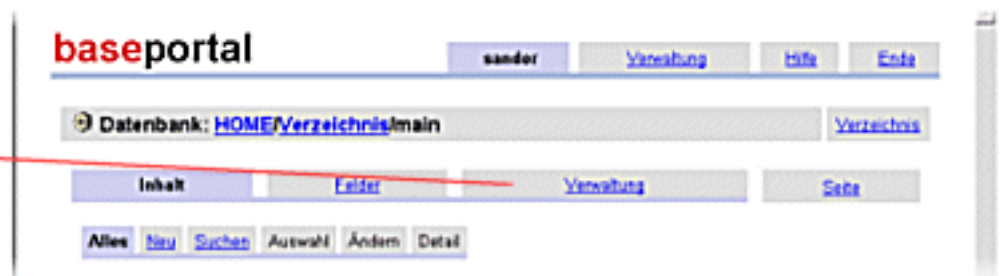 baseportal
sander Verwaltung Hilfe Ende
Datenbank: HOME/Verzeichnis/main Verzeichnis
Inhalt Felder Verwaltung Seite
Alles Neu Suchen Auswahl Ändern Detail